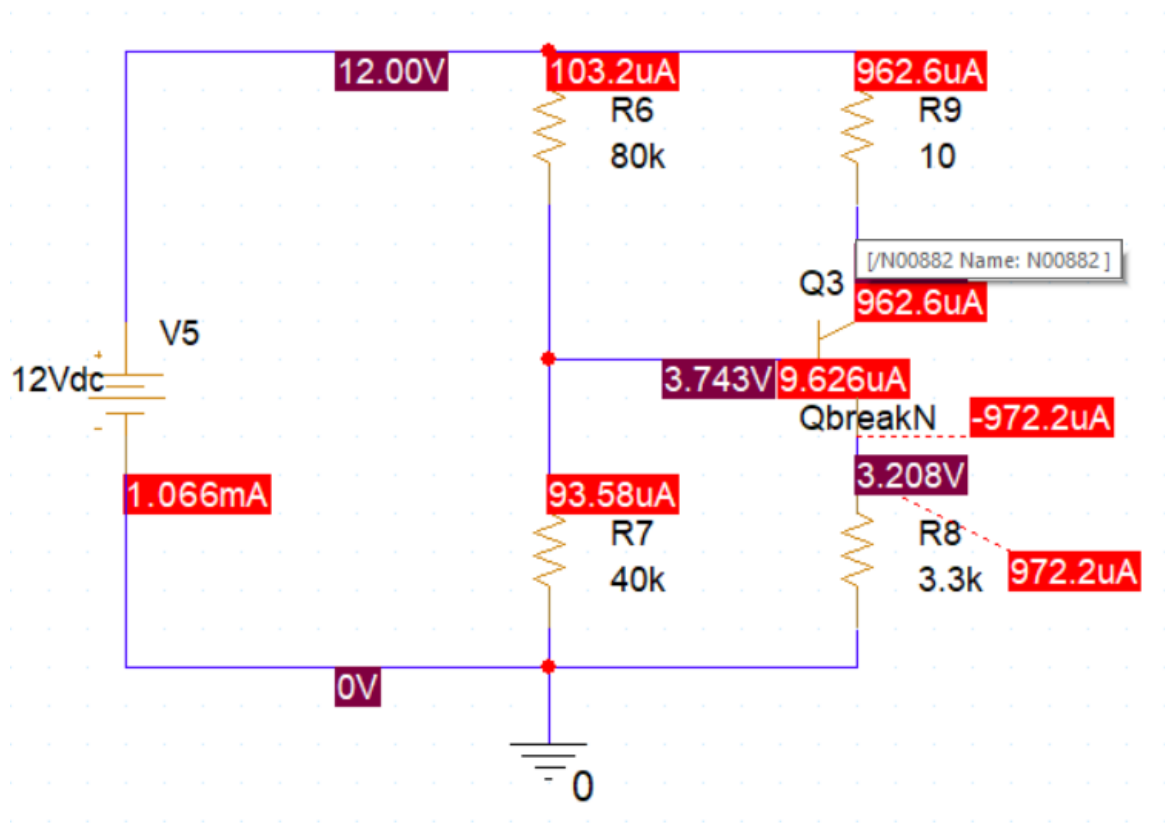 12.00V
103.2uA
962.6uA
R6
R9
80k
10
[/N00882 Name: N00882 ]
Q3
962.6uA
V5
+
12Vdc
3.743V
9.626uA
QbreakN
-972.2uA
-
3.208V
1.066mA
93.58uA
R7
R8
40k
3.3k
972.2uA
0V
0